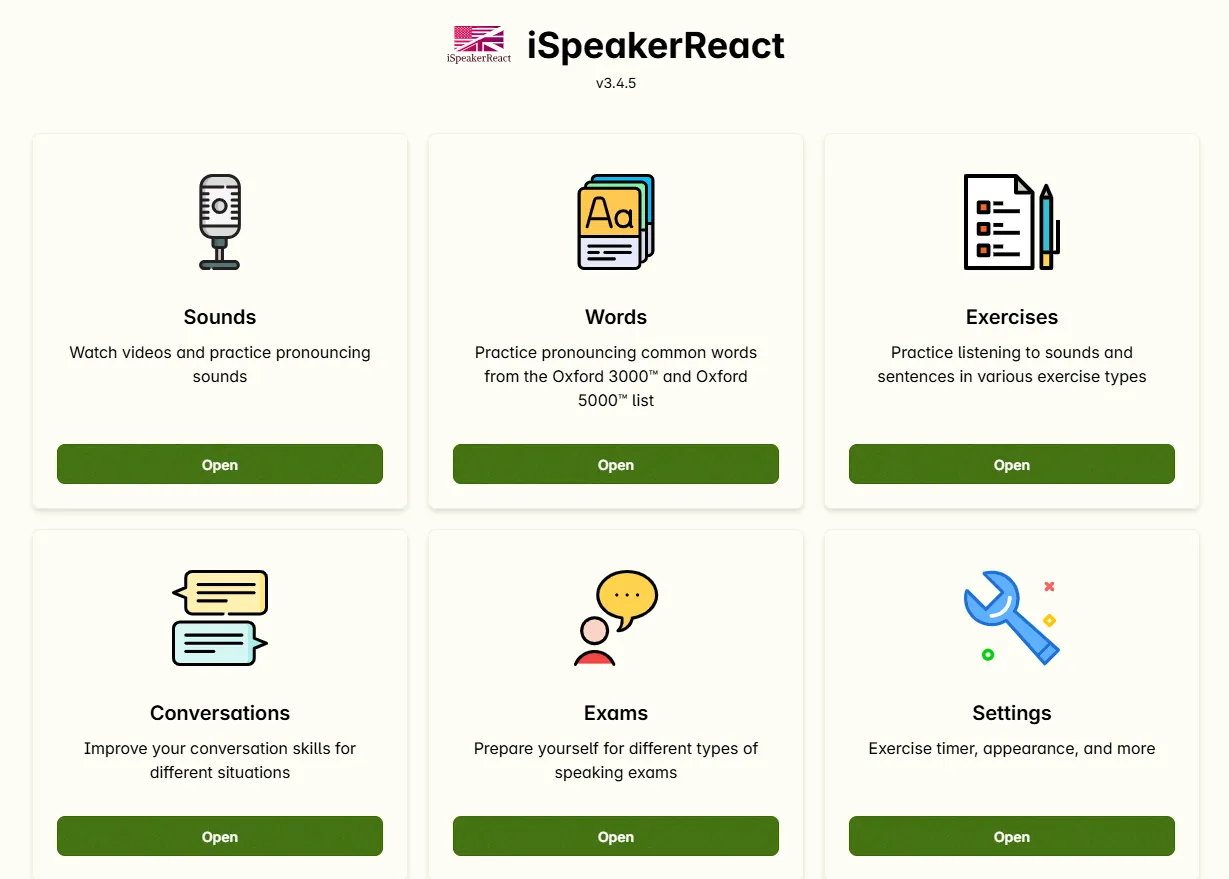 iSpeakerReact
iSpeakerReact
v3.4.5
Aa
Sounds
Watch videos and practice pronouncing
sounds
Open
Words
Practice pronouncing common words
from the Oxford 3000™ and Oxford
5000™ list
Open
Exercises
Practice listening to sounds and
sentences in various exercise types
Open
Conversations
Improve your conversation skills for
different situations
Open
Exams
Prepare yourself for different types of
speaking exams
Open
Settings
Exercise timer, appearance, and more
Open